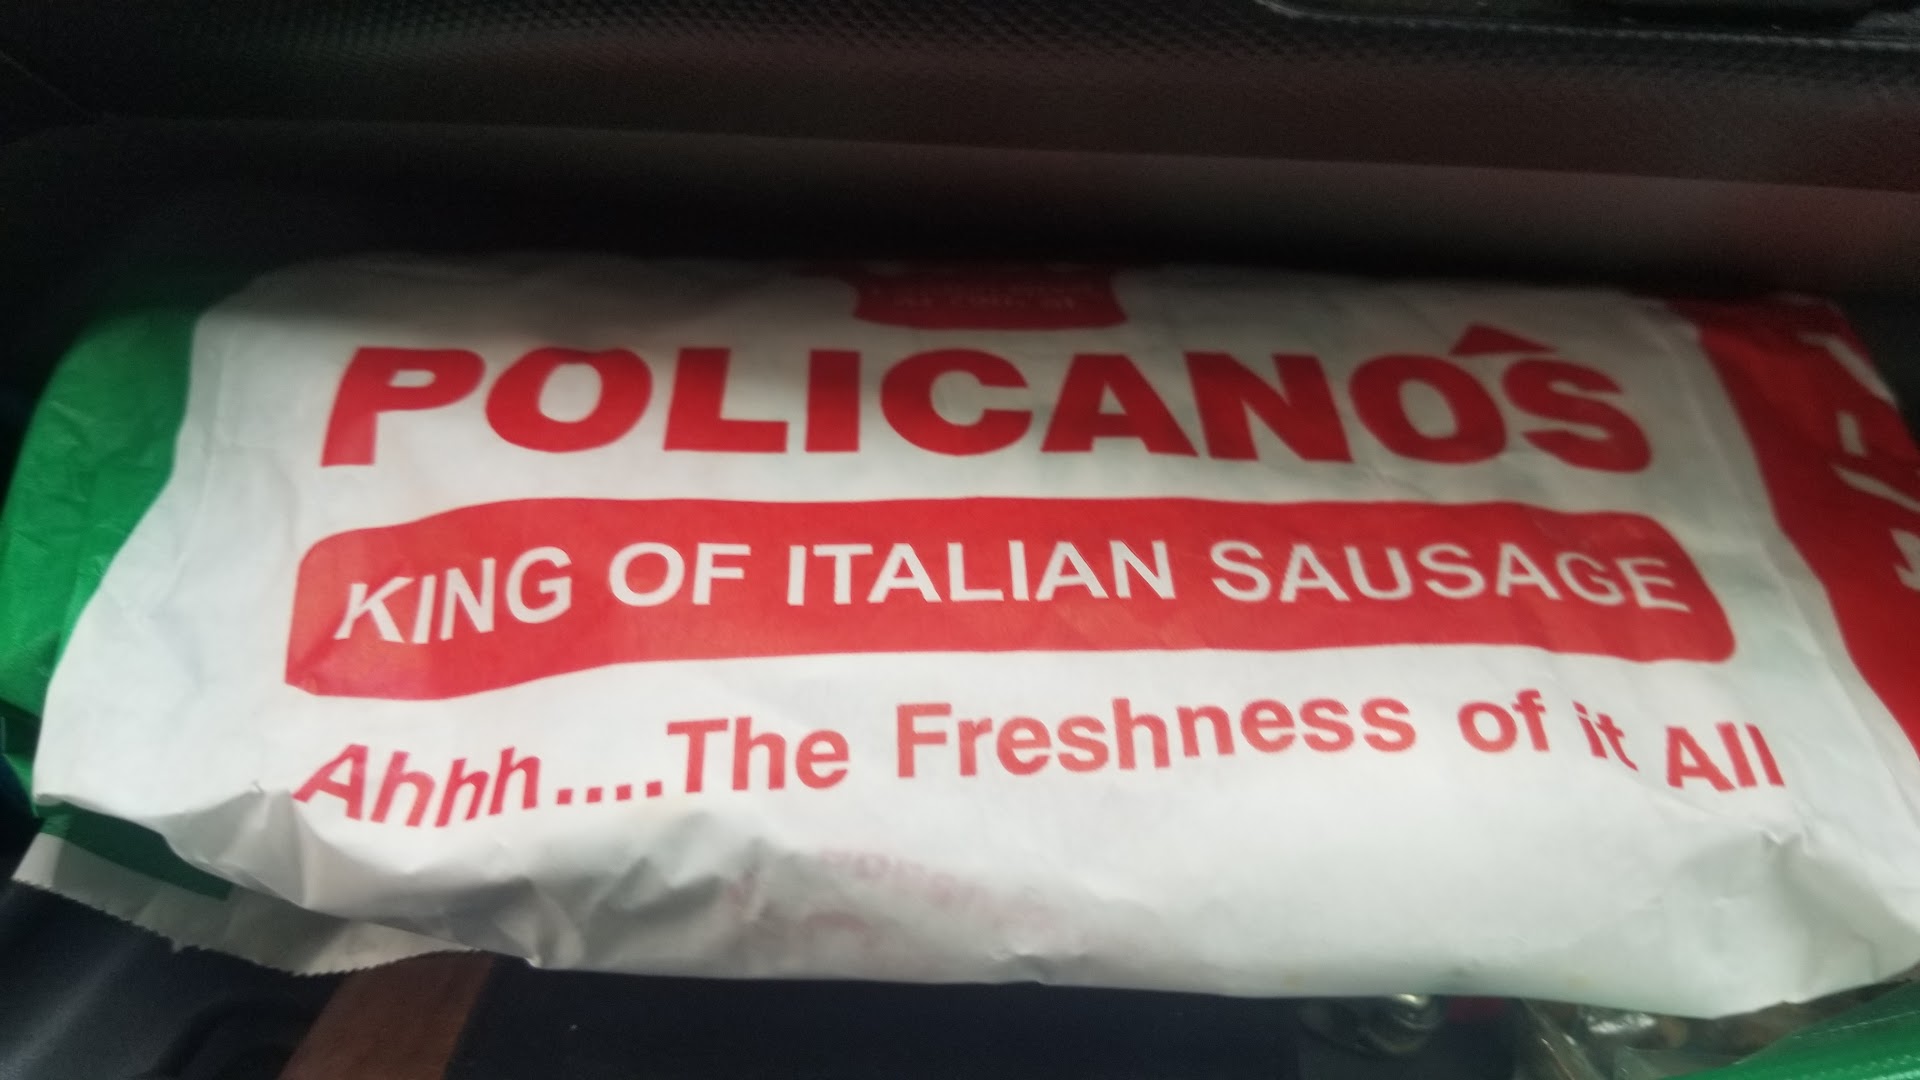 POLICANO'S
KING OF ITALIAN SAUSAGE
Ahhh....The Freshness of it All